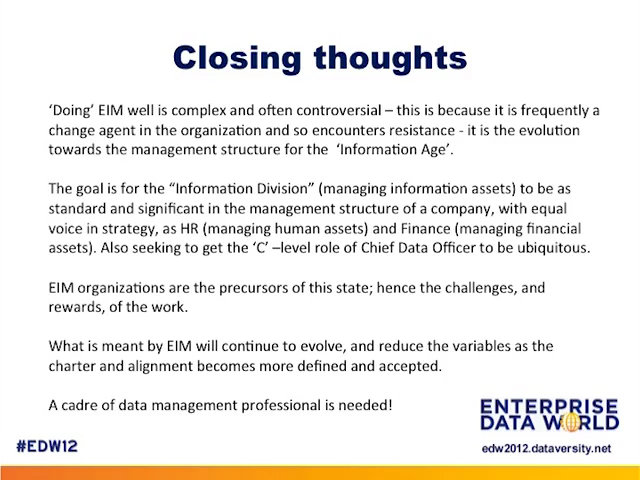 Closing thoughts
‘Doing’ EIM well is complex and often controversial – this is because it is frequently a
change agent in the organization and so encounters resistance - it is the evolution
towards the management structure for the ‘Information Age’.
The goal is for the “Information Division” (managing information assets) to be as
standard and significant in the management structure of a company, with equal
voice in strategy, as HR (managing human assets) and Finance (managing financial
assets). Also seeking to get the ‘C’ –level role of Chief Data Officer to be ubiquitous.
EIM organizations are the precursors of this state; hence the challenges, and
rewards, of the work.
What is meant by EIM will continue to evolve, and reduce the variables as the
charter and alignment becomes more defined and accepted.
A cadre of data management professional is needed!
ENTERPRISE
DATA WORLD
#EDW12
edw2012.dataversity.net